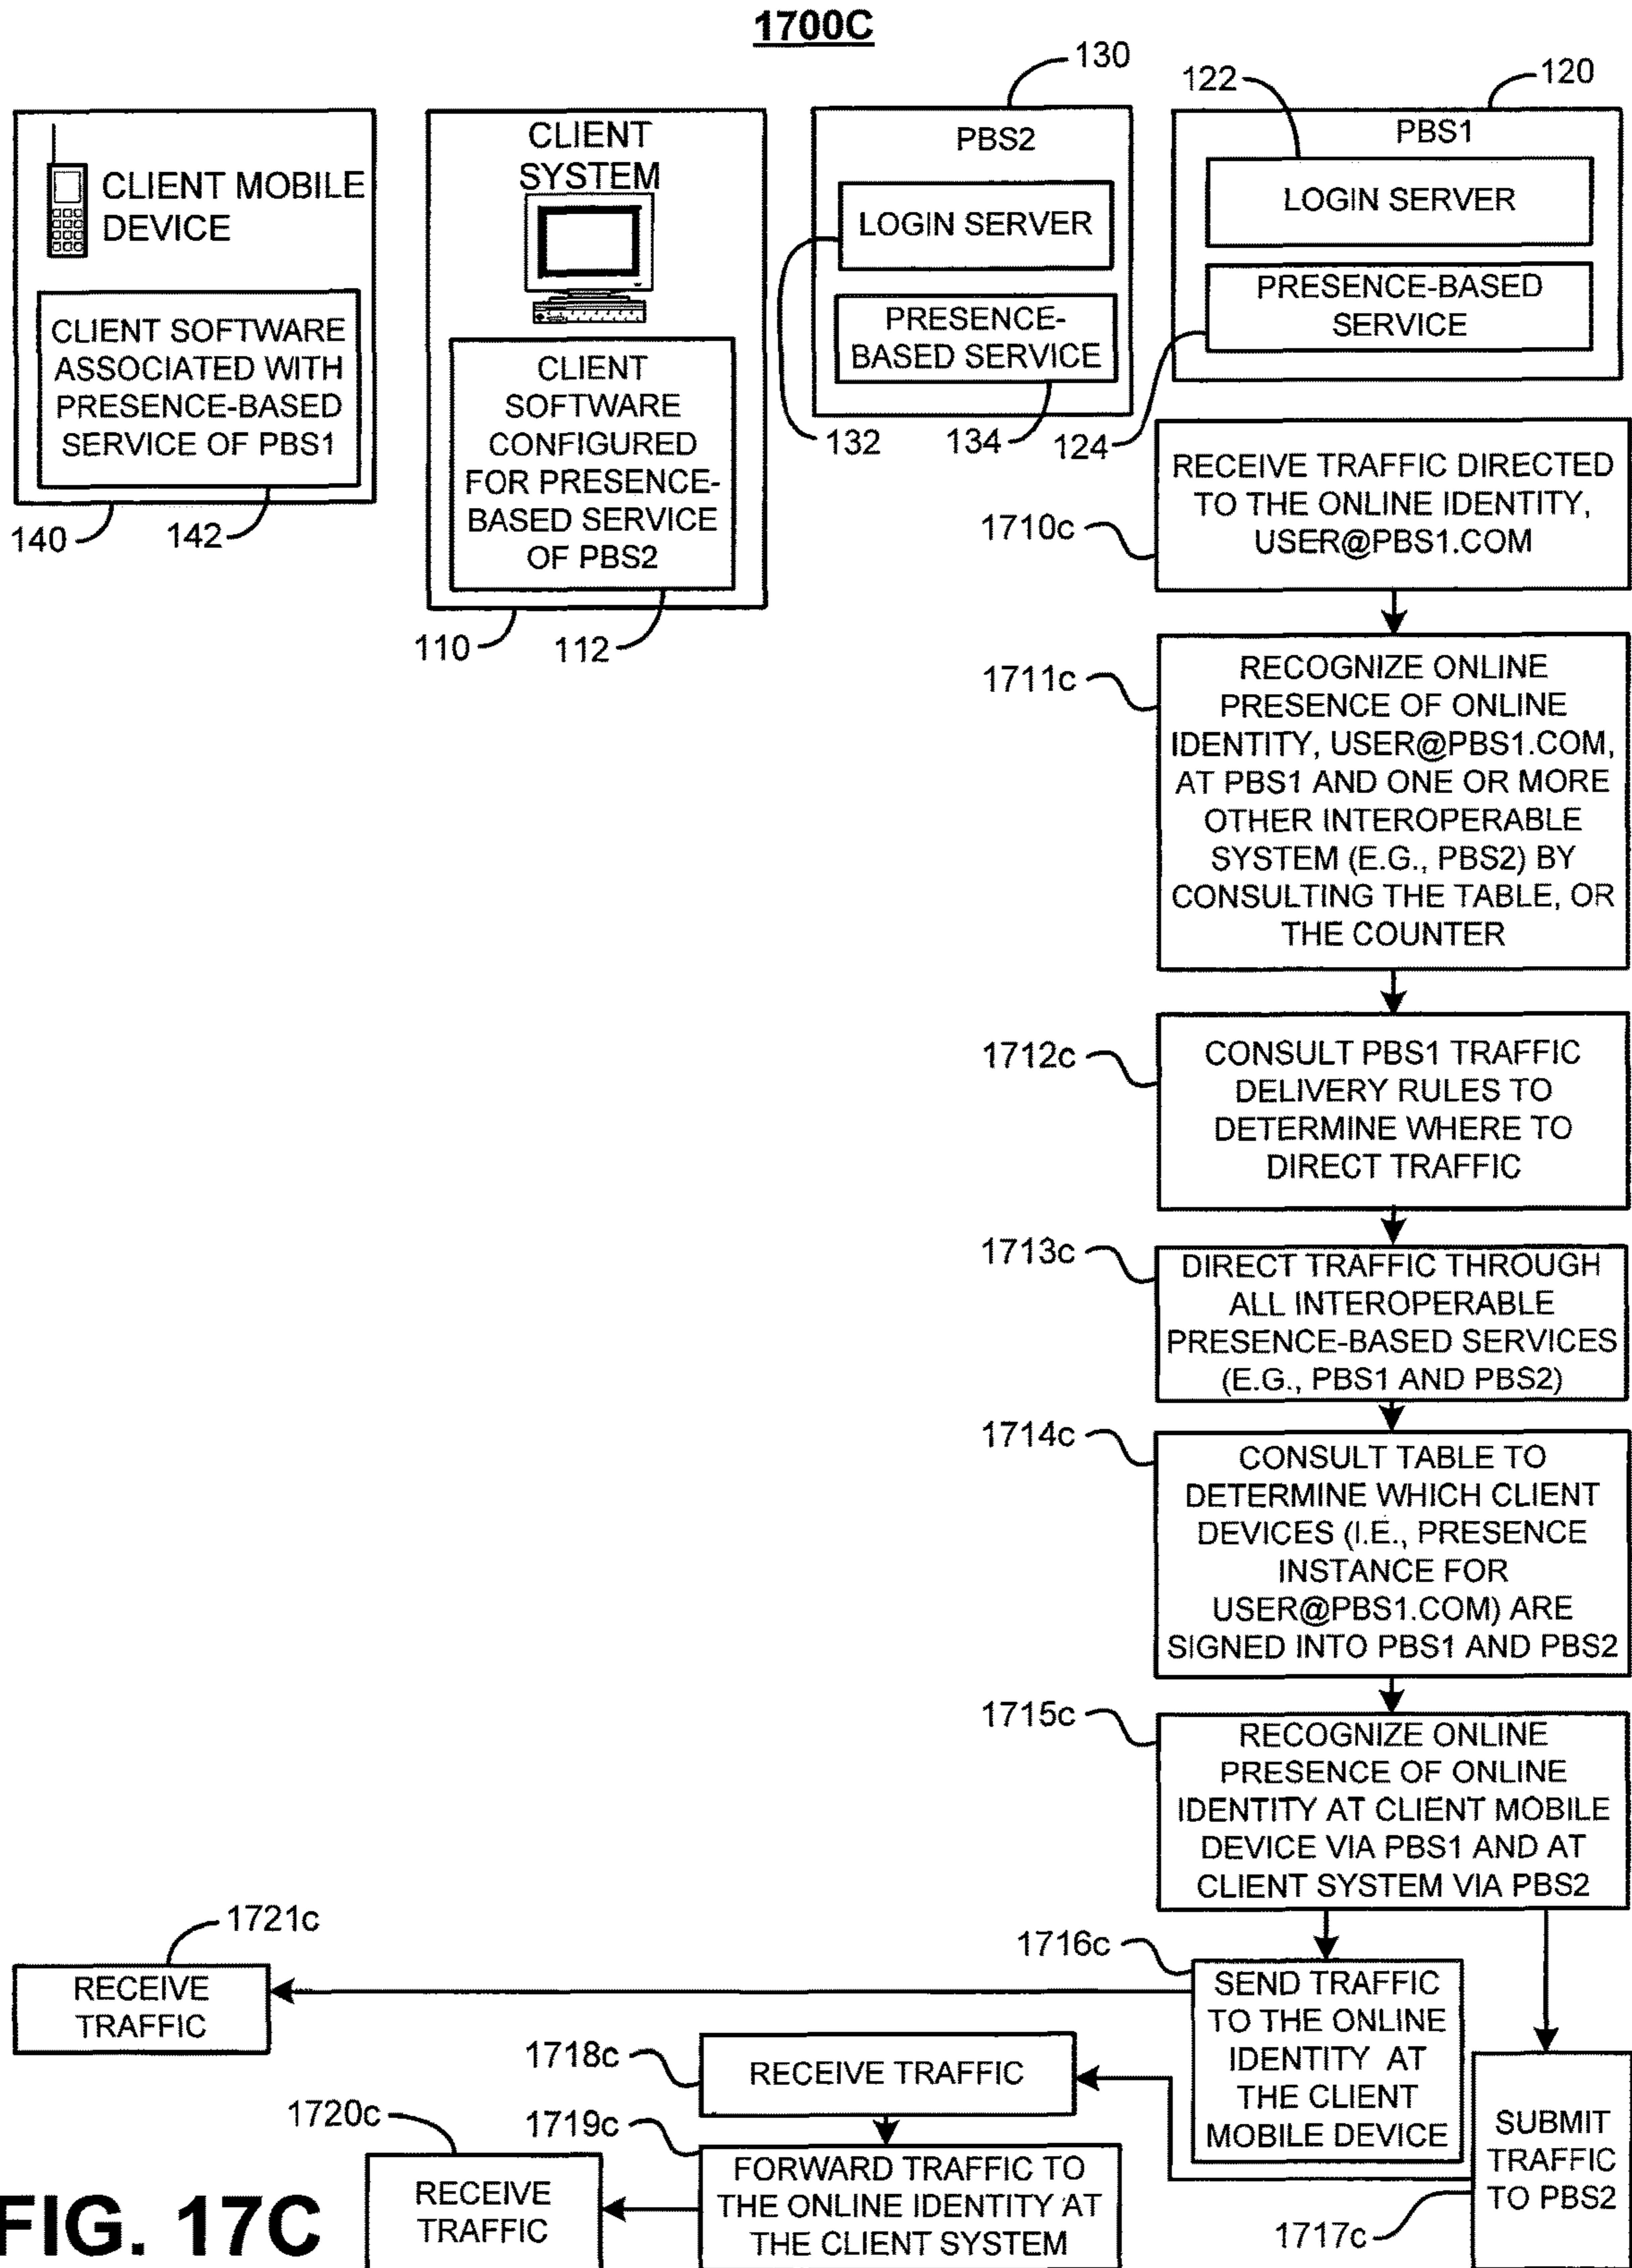 1700C
130
122
120
CLIENT MOBILE
DEVICE
CLIENT SOFTWARE
ASSOCIATED WITH
PRESENCE-BASED
SERVICE OF PBS1
140
142
CLIENT
SYSTEM
CLIENT
SOFTWARE
CONFIGURED
FOR PRESENCE-
BASED SERVICE
OF PBS2
110
112
PBS2
LOGIN SERVER
PRESENCE-
BASED SERVICE
132
134
PBS1
LOGIN SERVER
PRESENCE-BASED
SERVICE
124
1710c
RECEIVE TRAFFIC DIRECTED
TO THE ONLINE IDENTITY,
USER@PBS1.COM
1711c
RECOGNIZE ONLINE
PRESENCE OF ONLINE
IDENTITY, USER@PBS1.COM,
AT PBS1 AND ONE OR MORE
OTHER INTEROPERABLE
SYSTEM (E.G., PBS2) BY
CONSULTING THE TABLE, OR
THE COUNTER
1712c
CONSULT PBS1 TRAFFIC
DELIVERY RULES TO
DETERMINE WHERE TO
DIRECT TRAFFIC
1713c
DIRECT TRAFFIC THROUGH
ALL INTEROPERABLE
PRESENCE-BASED SERVICES
(E.G., PBS1 AND PBS2)
1714c
CONSULT TABLE TO
DETERMINE WHICH CLIENT
DEVICES (I.E., PRESENCE
INSTANCE FOR
USER@PBS1.COM) ARE
SIGNED INTO PBS1 AND PBS2
1715c
RECOGNIZE ONLINE
PRESENCE OF ONLINE
IDENTITY AT CLIENT MOBILE
DEVICE VIA PBS1 AND AT
CLIENT SYSTEM VIA PBS2
1716c
SEND TRAFFIC
TO THE ONLINE
IDENTITY AT
THE CLIENT
MOBILE DEVICE
1721c
RECEIVE
TRAFFIC
SUBMIT
TRAFFIC
TO PBS2
1717c
1718c
RECEIVE TRAFFIC
1719c
FORWARD TRAFFIC TO
THE ONLINE IDENTITY AT
THE CLIENT SYSTEM
1720c
RECEIVE
TRAFFIC
FIG. 17C